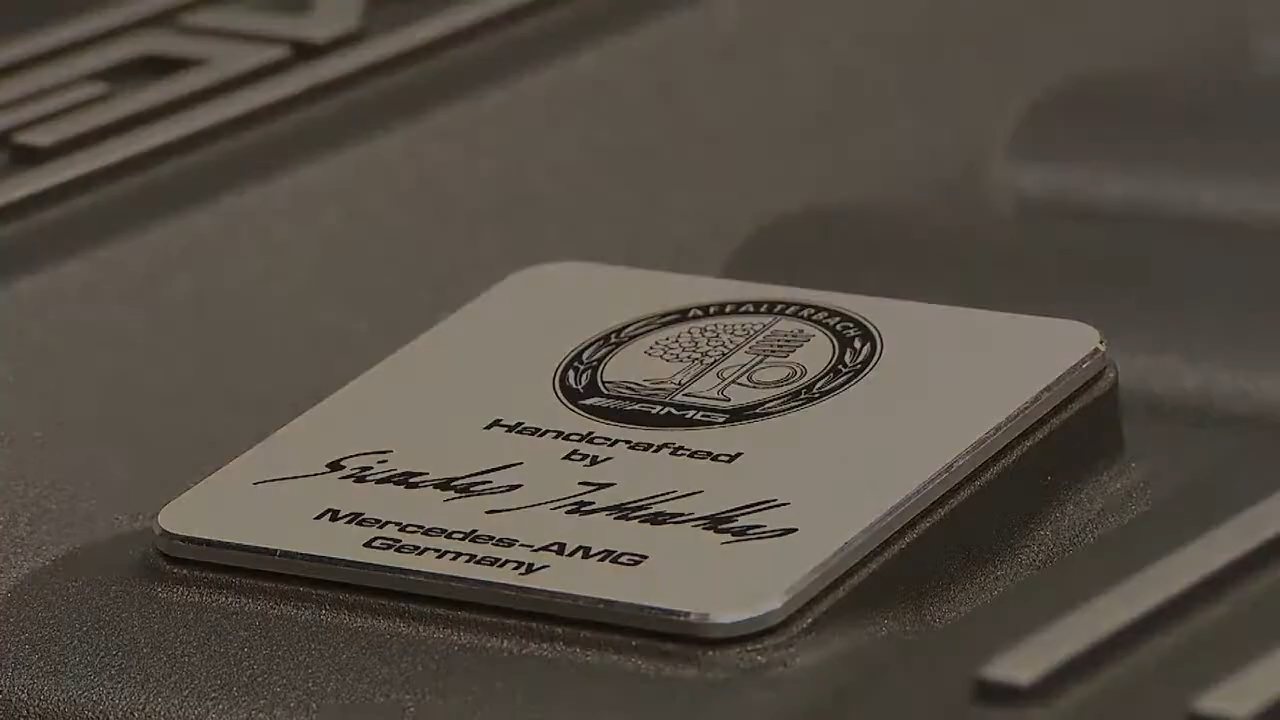 AFFALTERBACH
AMG
Handcrafted
by
Mercedes-AMG
Germany